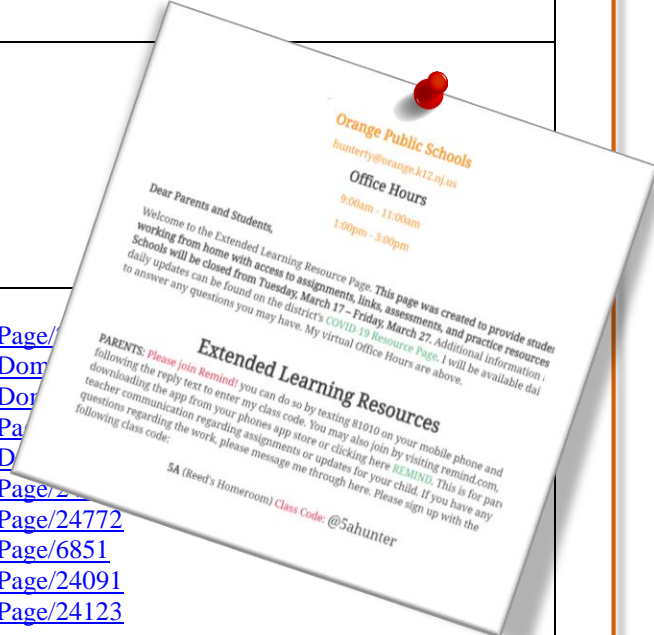 Orange Public Schools
hunterty@orange.k12.nj.us
Office Hours
9:00am - 11:00am
1:00pm - 3:00pm
Dear Parents and Students,
Welcome to the Extended Learning Resource Page. This page was created to provide
working from home with access to assignments, links, assessments, and practice resources
Schools will be closed from Tuesday, March 17 – Friday, March 27. Additional information
daily updates can be found on the district's COVID-19 Resource Page. I will be available
to answer any questions you may have. My virtual Office Hours are above.
Extended Learning Resources
PARENTS: Please join Remind! you can do so by texting 81010 on your mobile phone and
following the reply text to enter my class code. You may also join by visiting remind.com,
downloading the app from your phones app store or clicking here REMIND. This is for
teacher communication regarding assignments or updates for your child. If you have any
questions regarding the work, please message me through here. Please sign up with the
following class code:
5A (Reed's Homeroom) Class Code: @5ahunter
Page/
Page/24772
Page/6851
Page/24091
Page/24123